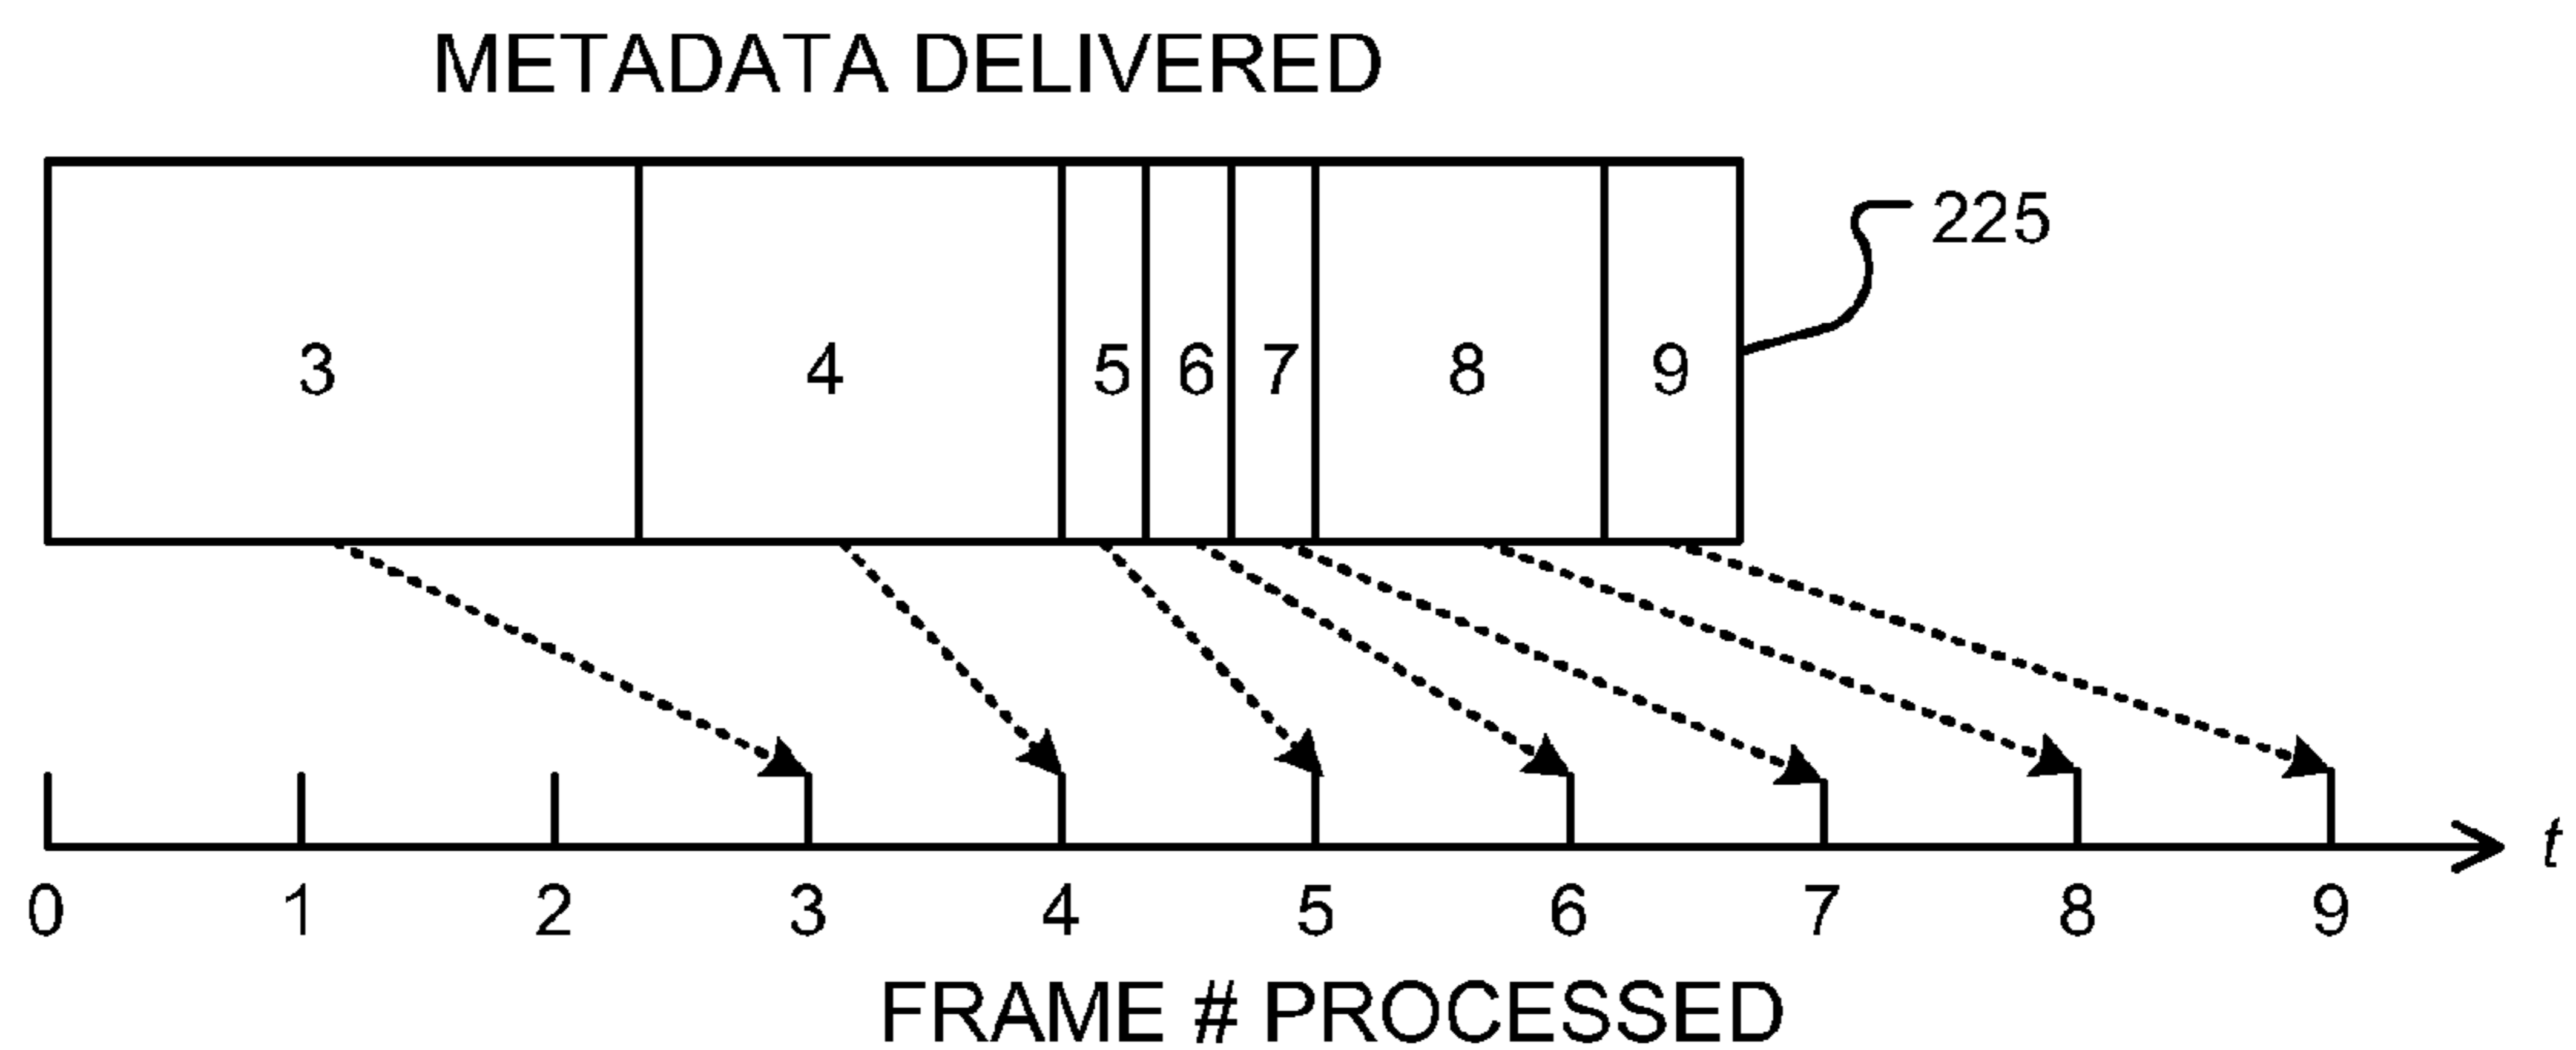 METADATA DELIVERED
225
3 4 5 6 7 8 9
t
0 1 2 3 4 5 6 7 8 9
FRAME # PROCESSED